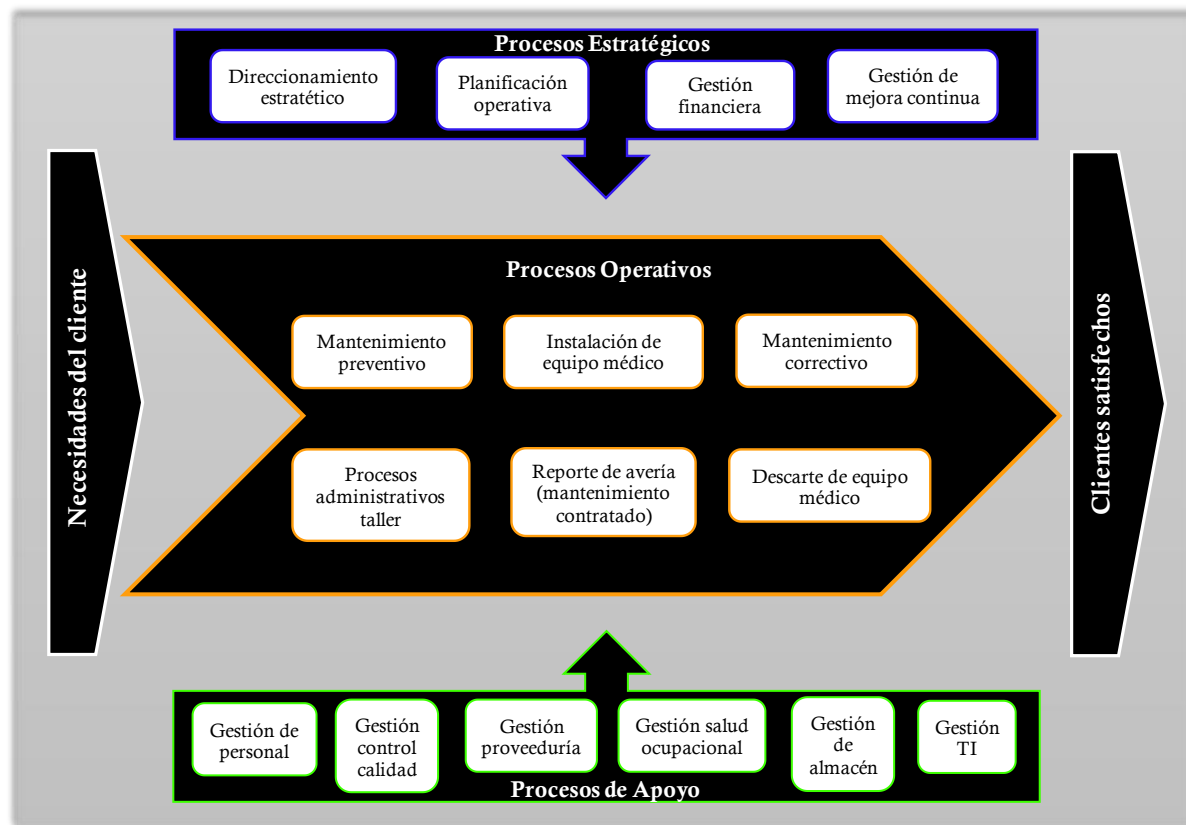 Procesos Estratégicos
Direccionamiento
estratético
Planificación
operativa
Gestión
financiera
Gestión de
mejora continua
Necesidades del cliente
Procesos Operativos
Mantenimiento
preventivo
Instalación de
equipo médico
Mantenimiento
correctivo
Procesos
administrativos
taller
Reporte de avería
(mantenimiento
contratado)
Descarte de equipo
médico
Clientes satisfechos
Gestión de
personal
Gestión
control
calidad
Gestión
proveeduría
Gestión salud
ocupacional
Gestión
de
almacén
Gestión
TI
Procesos de Apoyo